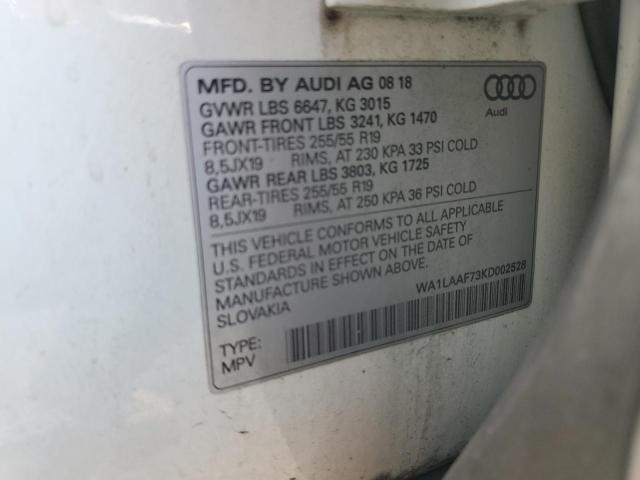 MFD. BY AUDI AG 08 18
GVWR LBS 6647, KG 3015
GAWR FRONT LBS 3241, KG 1470
FRONT-TIRES 255/55 R19
8,5JX19 RIMS, AT 230 KPA 33 PSI COLD
GAWR REAR LBS 3803, KG 1725
REAR-TIRES 255/55 R19
8,5JX19 RIMS, AT 250 KPA 36 PSI COLD
Audi
THIS VEHICLE CONFORMS TO ALL APPLICABLE
U.S. FEDERAL MOTOR VEHICLE SAFETY
STANDARDS IN EFFECT ON THE DATE OF
MANUFACTURE SHOWN ABOVE.
SLOVAKIA
WA1LAAF73KD002528
TYPE:
MPV